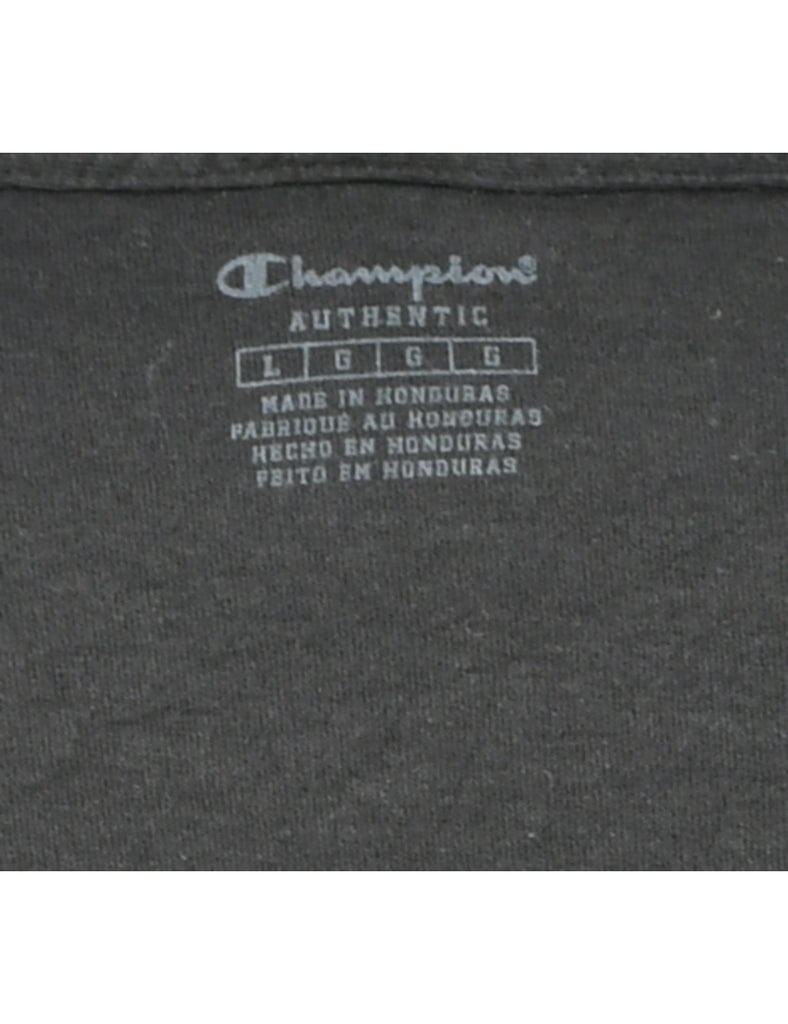 Champion®
AUTHENTIC
L G G G
MADE IN HONDURAS
FABRIQUÉ AU HONDURAS
HECHO EN HONDURAS
FEITO EM HONDURAS